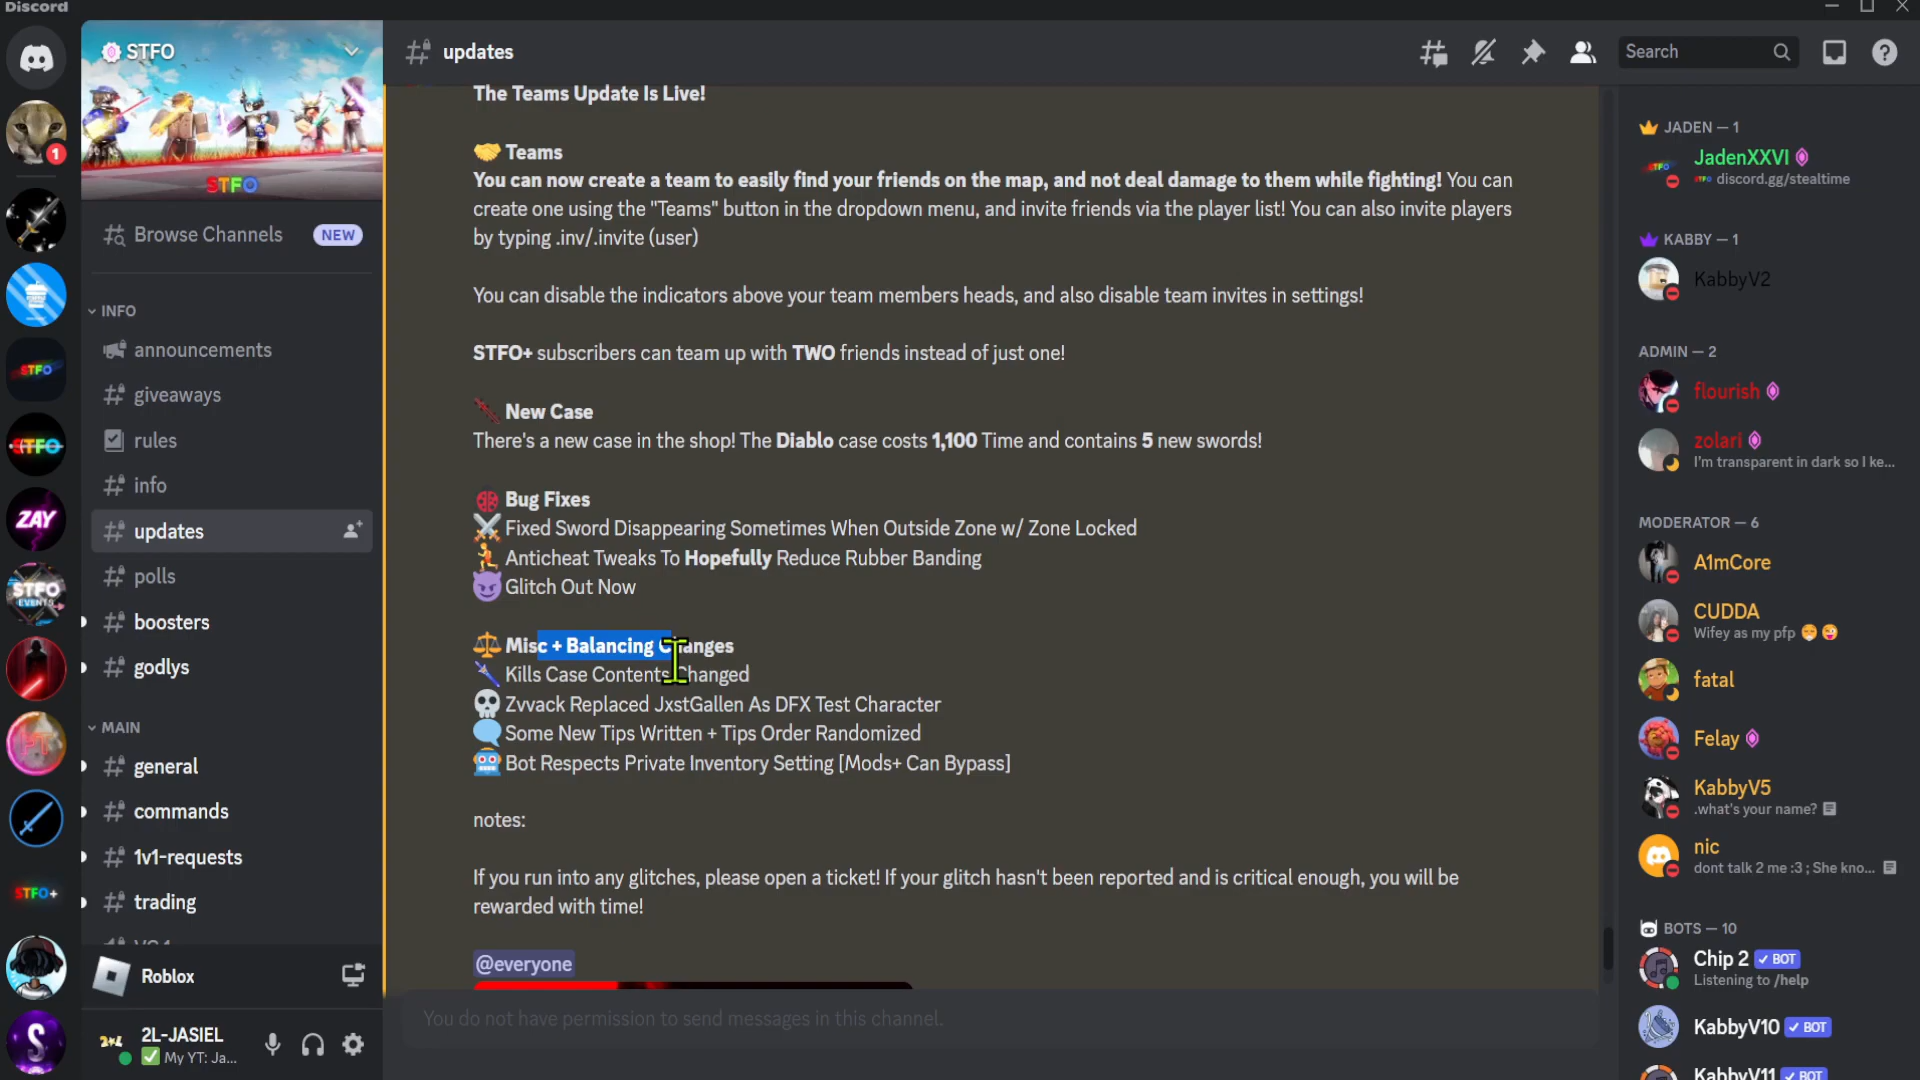 Discord
STFO
updates
Search
STFO
Browse Channels
NEW
INFO
announcements
giveaways
rules
info
updates
polls
boosters
godlys
MAIN
general
commands
1v1-requests
trading
Roblox
2L-JASIEL
My YT: Ja...
1
STFO
STFO
ZAY
STFO
EVENTS
PT
STFO+
S
The Teams Update Is Live!
Teams
You can now create a team to easily find your friends on the map, and not deal damage to them while fighting! You can
create one using the "Teams" button in the dropdown menu, and invite friends via the player list! You can also invite players
by typing .inv/.invite (user)
You can disable the indicators above your team members heads, and also disable team invites in settings!
STFO+ subscribers can team up with TWO friends instead of just one!
New Case
There's a new case in the shop! The Diablo case costs 1,100 Time and contains 5 new swords!
Bug Fixes
Fixed Sword Disappearing Sometimes When Outside Zone w/ Zone Locked
Anticheat Tweaks To Hopefully Reduce Rubber Banding
Glitch Out Now
Misc + Balancing Changes
Kills Case Contents Changed
Zvvack Replaced JxstGallen As DFX Test Character
Some New Tips Written + Tips Order Randomized
Bot Respects Private Inventory Setting [Mods+ Can Bypass]
notes:
If you run into any glitches, please open a ticket! If your glitch hasn't been reported and is critical enough, you will be
rewarded with time!
@everyone
You do not have permission to send messages in this channel.
JADEN — 1
JadenXXVI
discord.gg/stealtime
KABBY — 1
KabbyV2
ADMIN — 2
flourish
zolari
I'm transparent in dark so I ke...
MODERATOR — 6
A1mCore
CUDDA
Wifey as my pfp
fatal
Felay
KabbyV5
.what's your name?
nic
dont talk 2 me :3 ; She kno...
BOTS — 10
Chip 2 ✓ BOT
Listening to /help
KabbyV10 ✓ BOT
KabbyV11 ✓ BOT